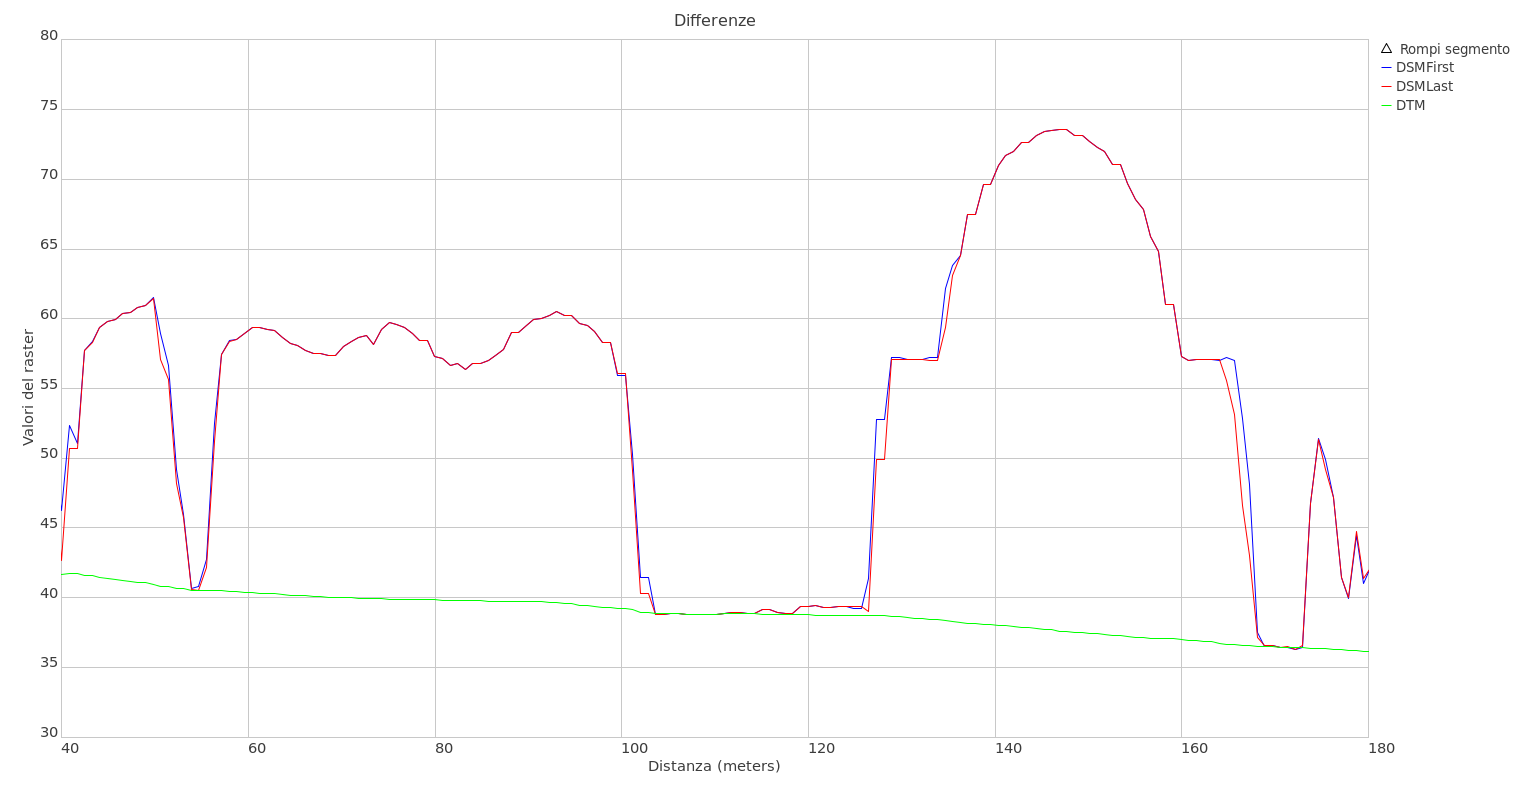 Differenze
80
75
70
65
60
55
50
45
40
35
30
Valori del raster
40 60 80 100 120 140 160 180
Distanza (meters)
Rompi segmento
DSMFirst
DSMLast
DTM